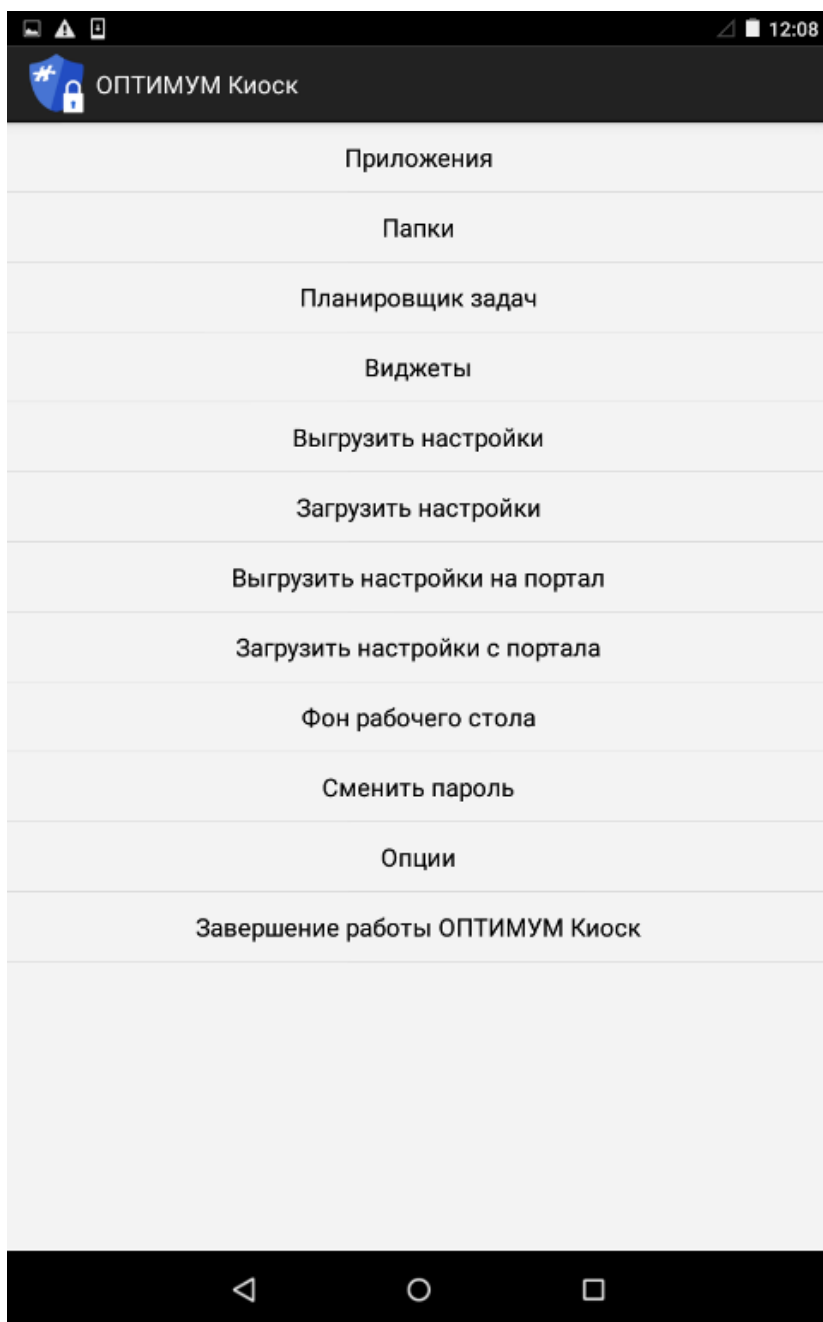 12:08
ОПТИМУМ Киоск
Приложения
Папки
Планировщик задач
Виджеты
Выгрузить настройки
Загрузить настройки
Выгрузить настройки на портал
Загрузить настройки с портала
Фон рабочего стола
Сменить пароль
Опции
Завершение работы ОПТИМУМ Киоск